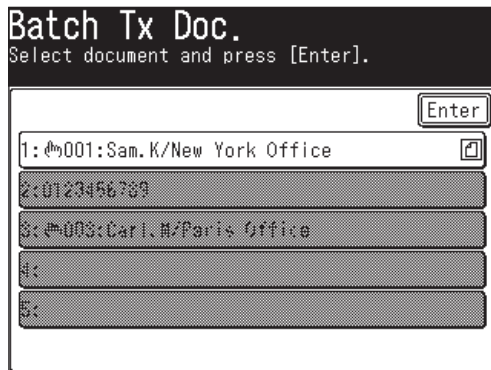 Batch Tx Doc.
Select document and press [Enter].
Enter
1:001:Sam.K/New York Office
2:0123456789
3:003:Carl.M/Paris Office
4:
5: